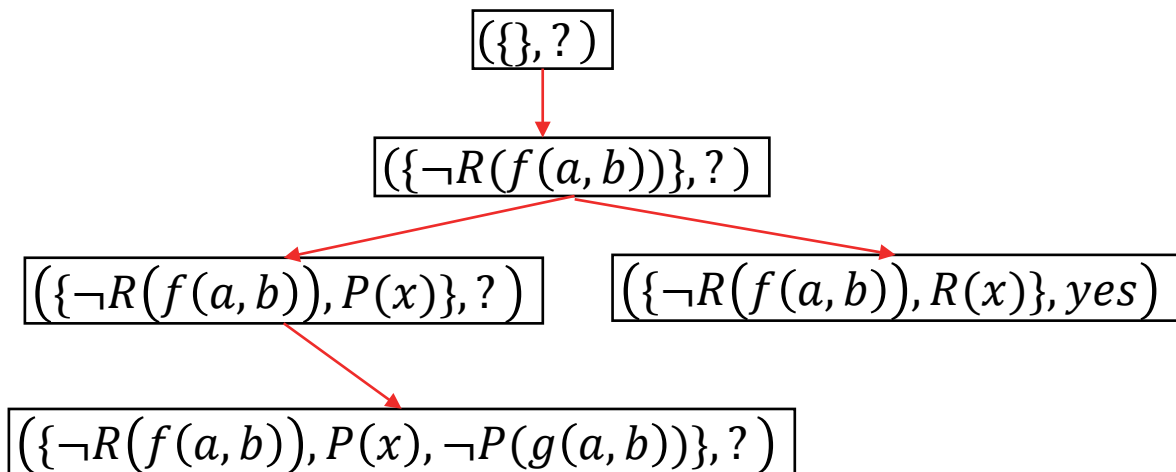 ({}, ? )
({¬R(f(a, b))}, ? )
({¬R(f(a, b)), P(x)}, ? )
({¬R(f(a, b)), R(x)}, yes)
({¬R(f(a, b)), P(x), ¬P(g(a, b))}, ? )